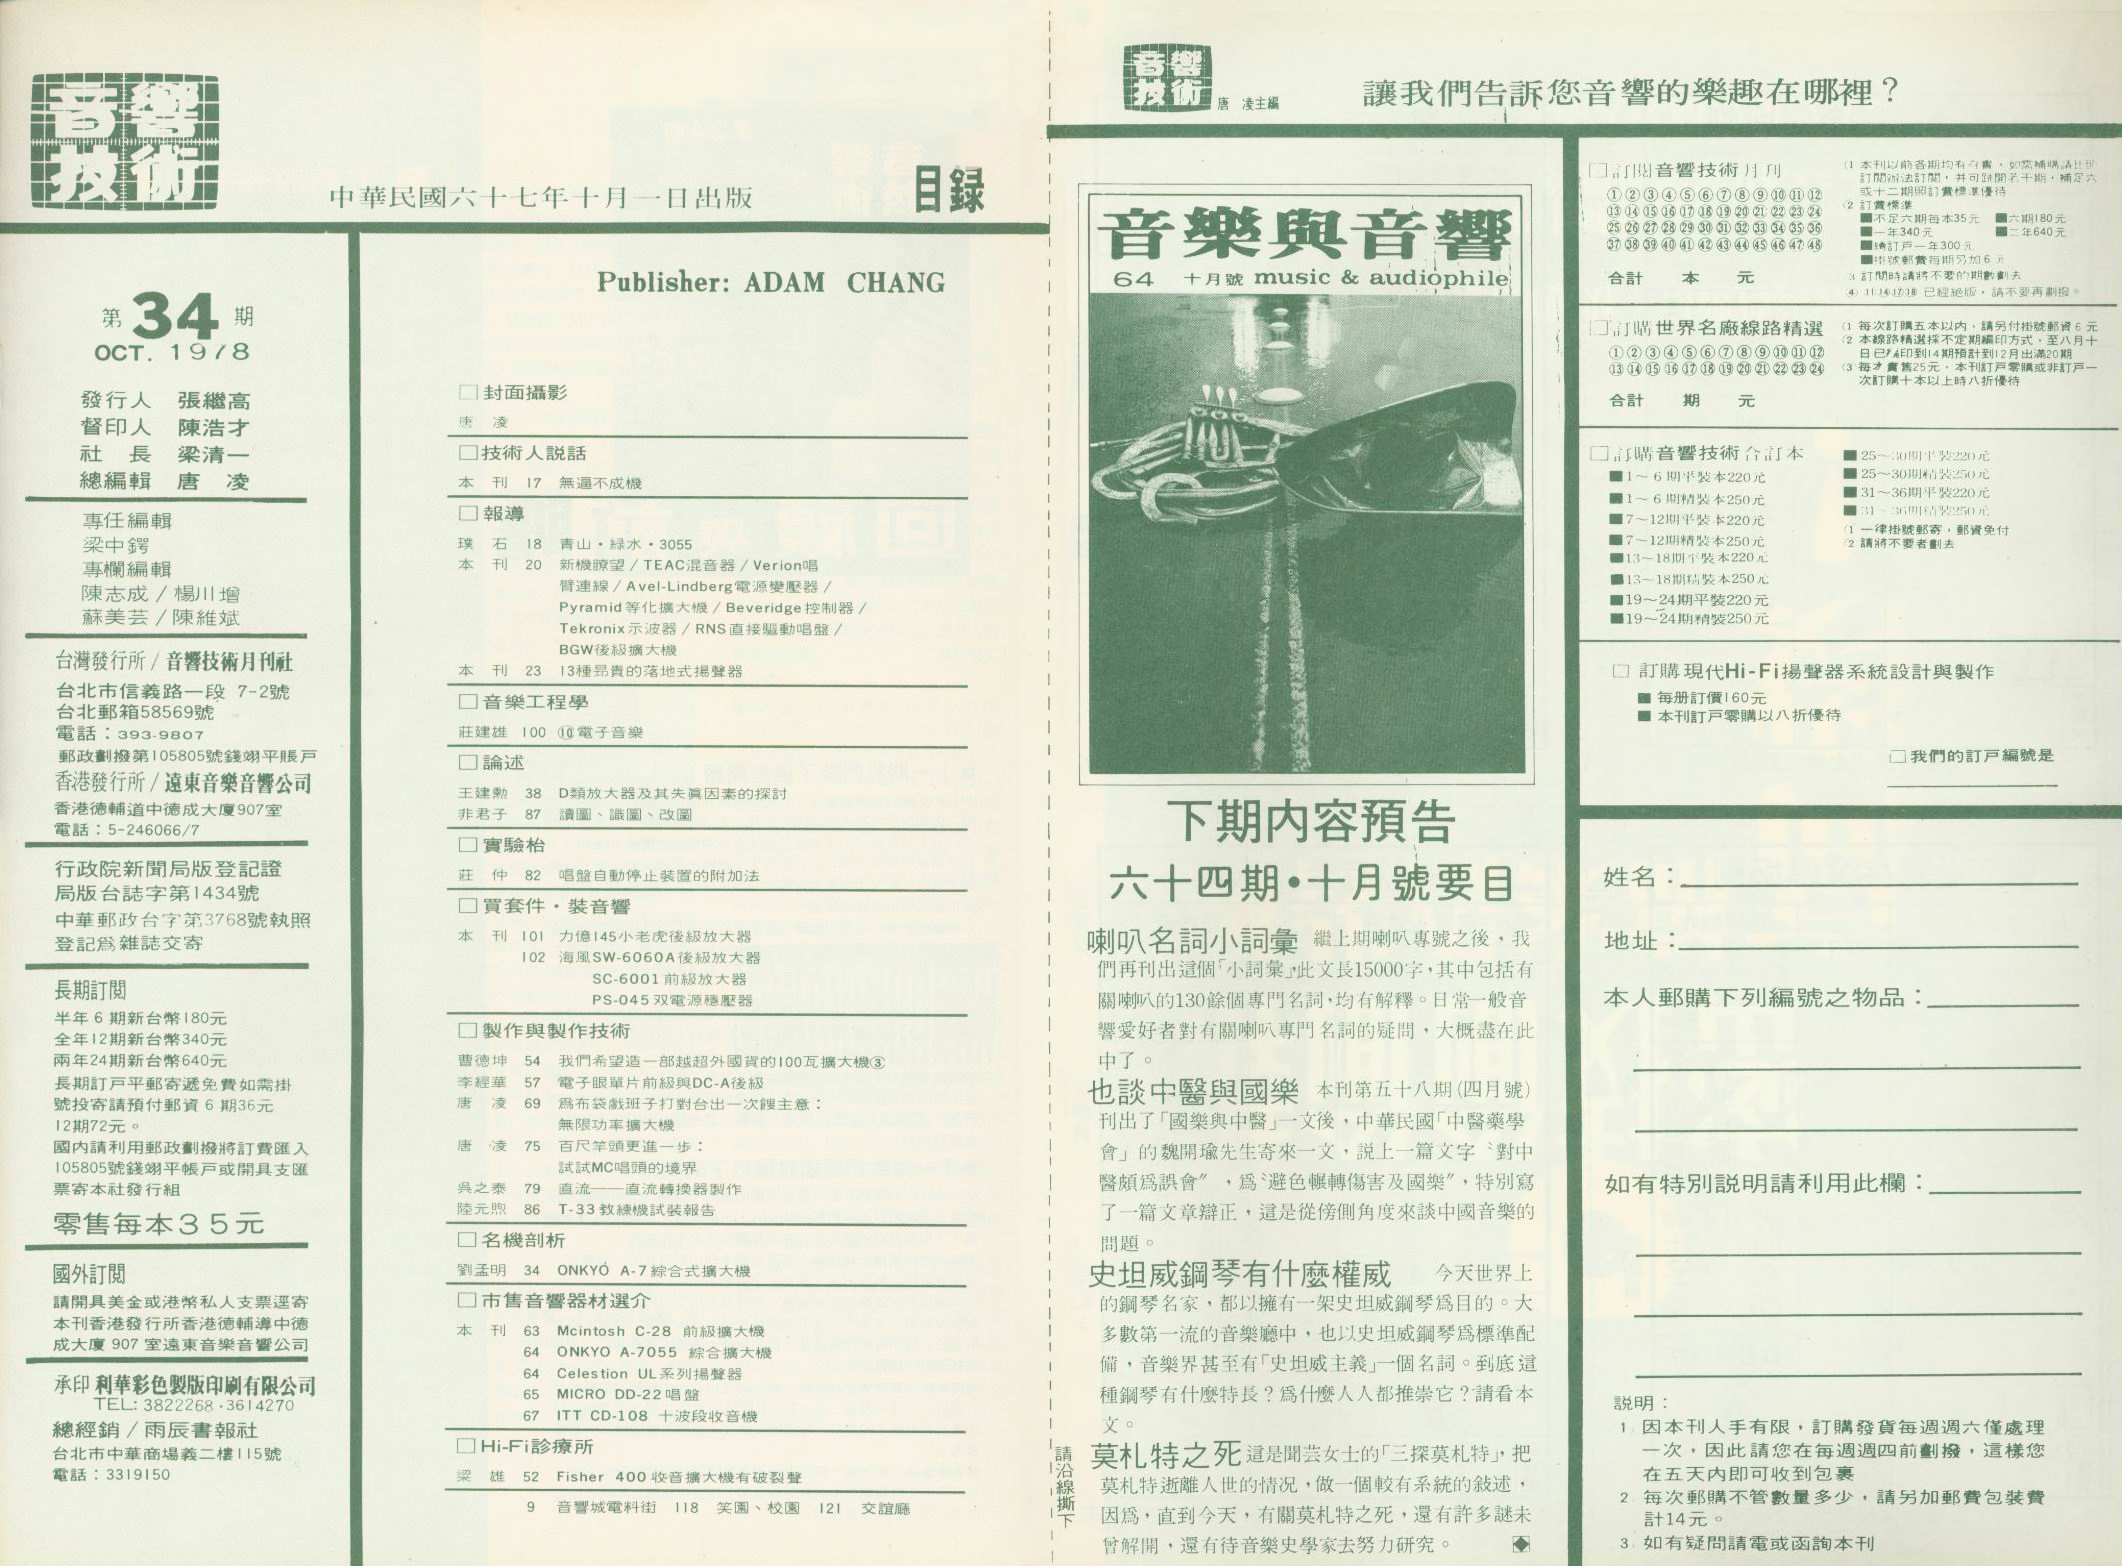 音響
技術
中華民國六十七年十月一日出版
目録
第34期
OCT. 1978
發行人 張繼高
督印人 陳浩才
社 長 梁清一
總編輯 唐 凌
專任編輯
梁中鍔
專欄編輯
陳志成/楊川增
蘇美芸/陳維斌
台灣發行所/音響技術月刊社
台北市信義路一段 7-2號
台北郵箱58569號
電話：393-9807
郵政劃撥第105805號錢翊平賬戶
香港發行所/遠東音樂音響公司
香港德輔道中德成大廈907室
電話：5-246066/7
行政院新聞局版登記證
局版台誌字第1434號
中華郵政台字第3768號執照
登記爲雜誌交寄
長期訂閱
半年 6 期新台幣180元
全年12期新台幣340元
兩年24期新台幣640元
長期訂戶平郵寄遞免費如需掛
號投寄請預付郵資 6 期36元
12期72元。
國內請利用郵政劃撥將訂費匯入
105805號錢翊平帳戶或開具支匯
票寄本社發行組
零售每本35元
國外訂閱
請開具美金或港幣私人支票逕寄
本刊香港發行所香港德輔導中德
成大廈 907 室遠東音樂音響公司
承印 利華彩色製版印刷有限公司
TEL: 3822268·3614270
總經銷/雨辰書報社
台北市中華商場義二樓115號
電話：3319150
Publisher: ADAM CHANG
□封面攝影
唐 凌
□技術人説話
本 刊 17 無逼不成機
□報導
璞 石 18 青山·緑水·3055
本 刊 20 新機瞭望/TEAC混音器/Verion唱
臂連線/Avel-Lindberg電源變壓器/
Pyramid等化擴大機/Beveridge控制器/
Tekronix示波器/RNS直接驅動唱盤/
BGW後級擴大機
本 刊 23 13種昻貴的落地式揚聲器
□音樂工程學
莊建雄 100 ⑩電子音樂
□論述
王建勳 38 D類放大器及其失眞因素的探討
非君子 87 讀圖、識圖、改圖
□實驗枱
莊 仲 82 唱盤自動停止裝置的附加法
□買套件·裝音響
本 刊 101 力億145小老虎後級放大器
102 海風SW-6060A後級放大器
SC-6001前級放大器
PS-045双電源穩壓器
□製作與製作技術
曹德坤 54 我們希望造一部越超外國貨的100瓦擴大機③
李經華 57 電子眼單片前級與DC-A後級
唐 凌 69 爲布袋戲班子打對台出一次餿主意：
無限功率擴大機
唐 凌 75 百尺竿頭更進一步：
試試MC唱頭的境界
吳之泰 79 直流——直流轉換器製作
陸元煦 86 T-33教練機試裝報告
□名機剖析
劉孟明 34 ONKYO A-7綜合式擴大機
□市售音響器材選介
本 刊 63 Mcintosh C-28 前級擴大機
64 ONKYO A-7055 綜合擴大機
64 Celestion UL系列揚聲器
65 MICRO DD-22唱盤
67 ITT CD-108 十波段收音機
□Hi-Fi診療所
梁 雄 52 Fisher 400收音擴大機有破裂聲
9 音響城電料街 118 笑園、校園 121 交誼廳
音響
技術
唐 凌主編
讓我們告訴您音響的樂趣在哪裡？
音樂與音響
64 十月號 music & audiophile
下期內容預告
六十四期·十月號要目
喇叭名詞小詞彙 繼上期喇叭專號之後，我
們再刊出這個「小詞彙」，此文長15000字，其中包括有
關喇叭的130餘個專門名詞，均有解釋。日常一般音
響愛好者對有關喇叭專門名詞的疑問，大概盡在此
中了。
也談中醫與國樂 本刊第五十八期(四月號)
刊出了「國樂與中醫」一文後，中華民國「中醫藥學
會」的魏開瑜先生寄來一文，説上一篇文字〝對中
醫頗爲誤會〞，爲〝避免輾轉傷害及國樂〞，特別寫
了一篇文章辯正，這是從傍側角度來談中國音樂的
問題。
史坦威鋼琴有什麼權威 今天世界上
的鋼琴名家，都以擁有一架史坦威鋼琴爲目的。大
多數第一流的音樂廳中，也以史坦威鋼琴爲標準配
備，音樂界甚至有「史坦威主義」一個名詞。到底這
種鋼琴有什麼特長？爲什麼人人都推崇它？請看本
文。
莫札特之死 這是聞芸女士的「三探莫札特」，把
莫札特逝離人世的情况，做一個較有系統的敍述，
因爲，直到今天，有關莫札特之死，還有許多謎未
曾解開，還有待音樂史學家去努力研究。
請沿線撕下
□訂閱音響技術月刊
①②③④⑤⑥⑦⑧⑨⑩⑪⑫
⑬⑭⑮⑯⑰⑱⑲⑳㉑㉒㉓㉔
㉕㉖㉗㉘㉙㉚㉛㉜㉝㉞㉟㊱
㊲㊳㊴㊵㊶㊷㊸㊹㊺㊻㊼㊽
合計 本 元
(1 本刊以前各期均有存書，如需補購請比照
訂閱辦法訂閱，并可跳開若干期，補足六
或十二期照訂費標準優待
(2 訂費標準
■不足六期每本35元 ■六期180元
■一年340元 ■二年640元
■續訂戶一年300元
■掛號郵費每期另加6元
(3 訂閱時請將不要的期數劃去
(4) ⑪⑭⑰⑱ 已經絕版，請不要再劃撥。
□訂購世界名廠線路精選
①②③④⑤⑥⑦⑧⑨⑩⑪⑫
⑬⑭⑮⑯⑰⑱⑲⑳㉑㉒㉓㉔
合計 期 元
(1 每次訂購五本以內，請另付掛號郵資6元
(2 本線路精選採不定期編印方式，至八月十
日已編印到14期預計到12月出滿20期
(3 每本實售25元，本刊訂戶零購或非訂戶一
次訂購十本以上時八折優待
□訂購音響技術合訂本
■1～6期平裝本220元
■1～6期精裝本250元
■7～12期平裝本220元
■7～12期精裝本250元
■13～18期平裝本220元
■13～18期精裝本250元
■19～24期平裝220元
■19～24期精裝250元
■25～30期平裝220元
■25～30期精裝250元
■31～36期平裝220元
■31～36期精裝250元
(1 一律掛號郵寄，郵資免付
(2 請將不要者劃去
□訂購現代Hi-Fi揚聲器系統設計與製作
■每册訂價160元
■本刊訂戶零購以八折優待
□我們的訂戶編號是
姓名：
地址：
本人郵購下列編號之物品：
如有特別説明請利用此欄：
説明：
1. 因本刊人手有限，訂購發貨每週週六僅處理
一次，因此請您在每週週四前劃撥，這樣您
在五天內即可收到包裹
2. 每次郵購不管數量多少，請另加郵費包裝費
計14元。
3. 如有疑問請電或函詢本刊